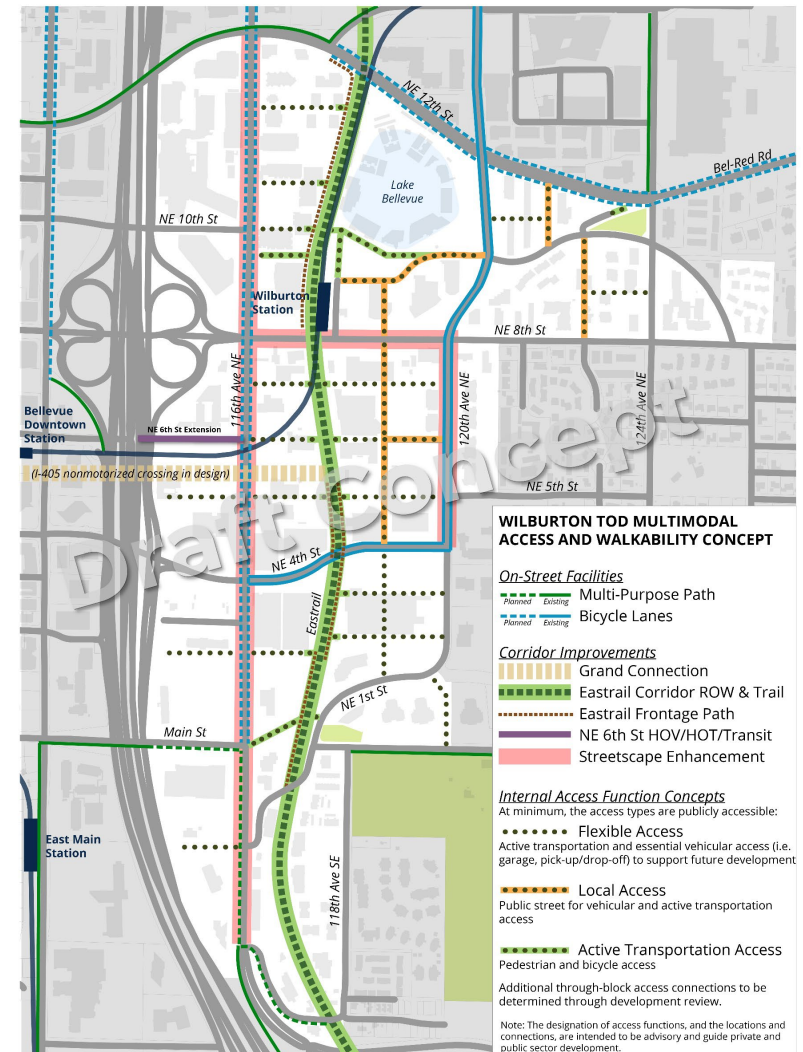 NE 12th St
Bel-Red Rd
Lake
Bellevue
NE 10th St
Wilburton
Station
NE 8th St
116th Ave NE
120th Ave NE
124th Ave NE
Bellevue
Downtown
Station
NE 6th St Extension
(I-405 nonmotorized crossing in design)
NE 5th St
Draft Concept
NE 4th St
Eastrail
NE 1st St
Main St
East Main
Station
118th Ave SE
WILBURTON TOD MULTIMODAL
ACCESS AND WALKABILITY CONCEPT
On-Street Facilities
Planned Existing Multi-Purpose Path
Planned Existing Bicycle Lanes
Corridor Improvements
Grand Connection
Eastrail Corridor ROW & Trail
Eastrail Frontage Path
NE 6th St HOV/HOT/Transit
Streetscape Enhancement
Internal Access Function Concepts
At minimum, the access types are publicly accessible:
Flexible Access
Active transportation and essential vehicular access (i.e.
garage, pick-up/drop-off) to support future development
Local Access
Public street for vehicular and active transportation
access
Active Transportation Access
Pedestrian and bicycle access
Additional through-block access connections to be
determined through development review.
Note: The designation of access functions, and the locations and
connections, are intended to be advisory and guide private and
public sector development.